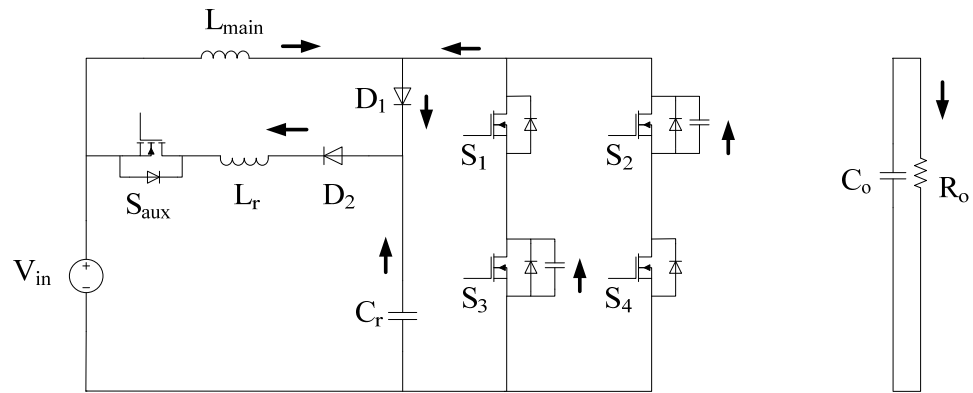 L_main
D_1
S_aux
L_r
D_2
S_1
S_2
C_o
R_o
V_in
+
−
C_r
S_3
S_4